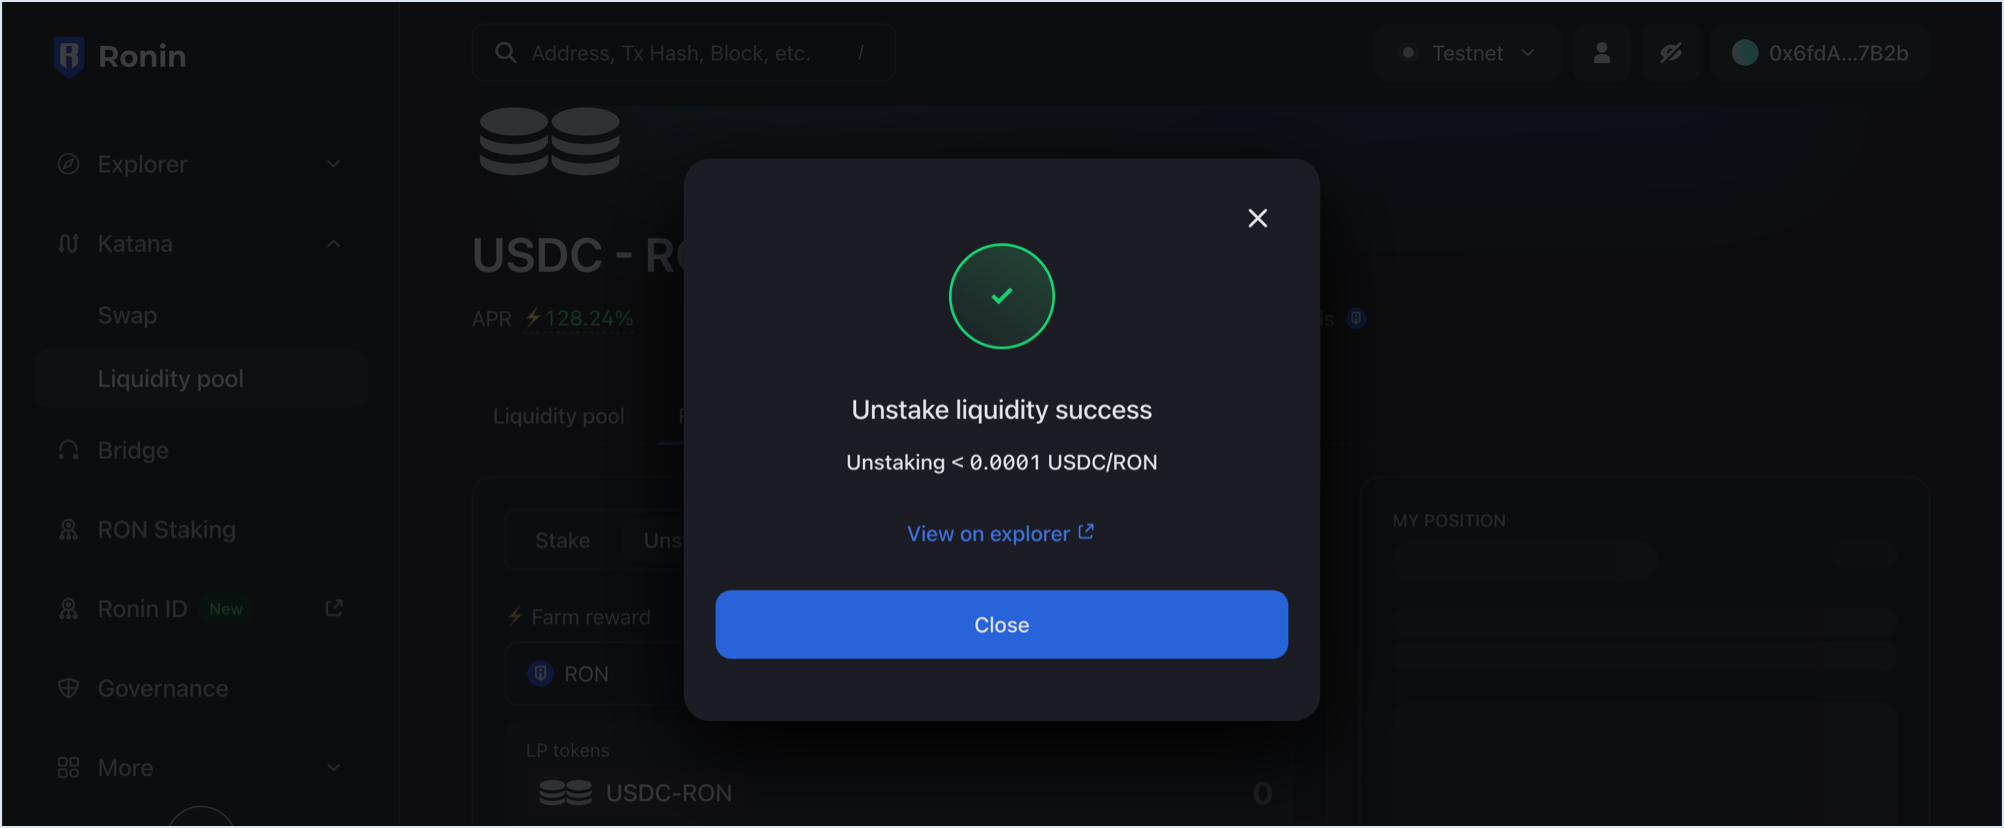 Ronin
Address, Tx Hash, Block, etc. /
Testnet
0x6fdA...7B2b
Explorer
Katana
Swap
Liquidity pool
Bridge
RON Staking
Ronin ID New
Governance
More
USDC - R
APR 128.24%
Liquidity pool
Stake
Farm reward
RON
LP tokens
USDC-RON 0
Unstake liquidity success
Unstaking < 0.0001 USDC/RON
View on explorer
Close
MY POSITION